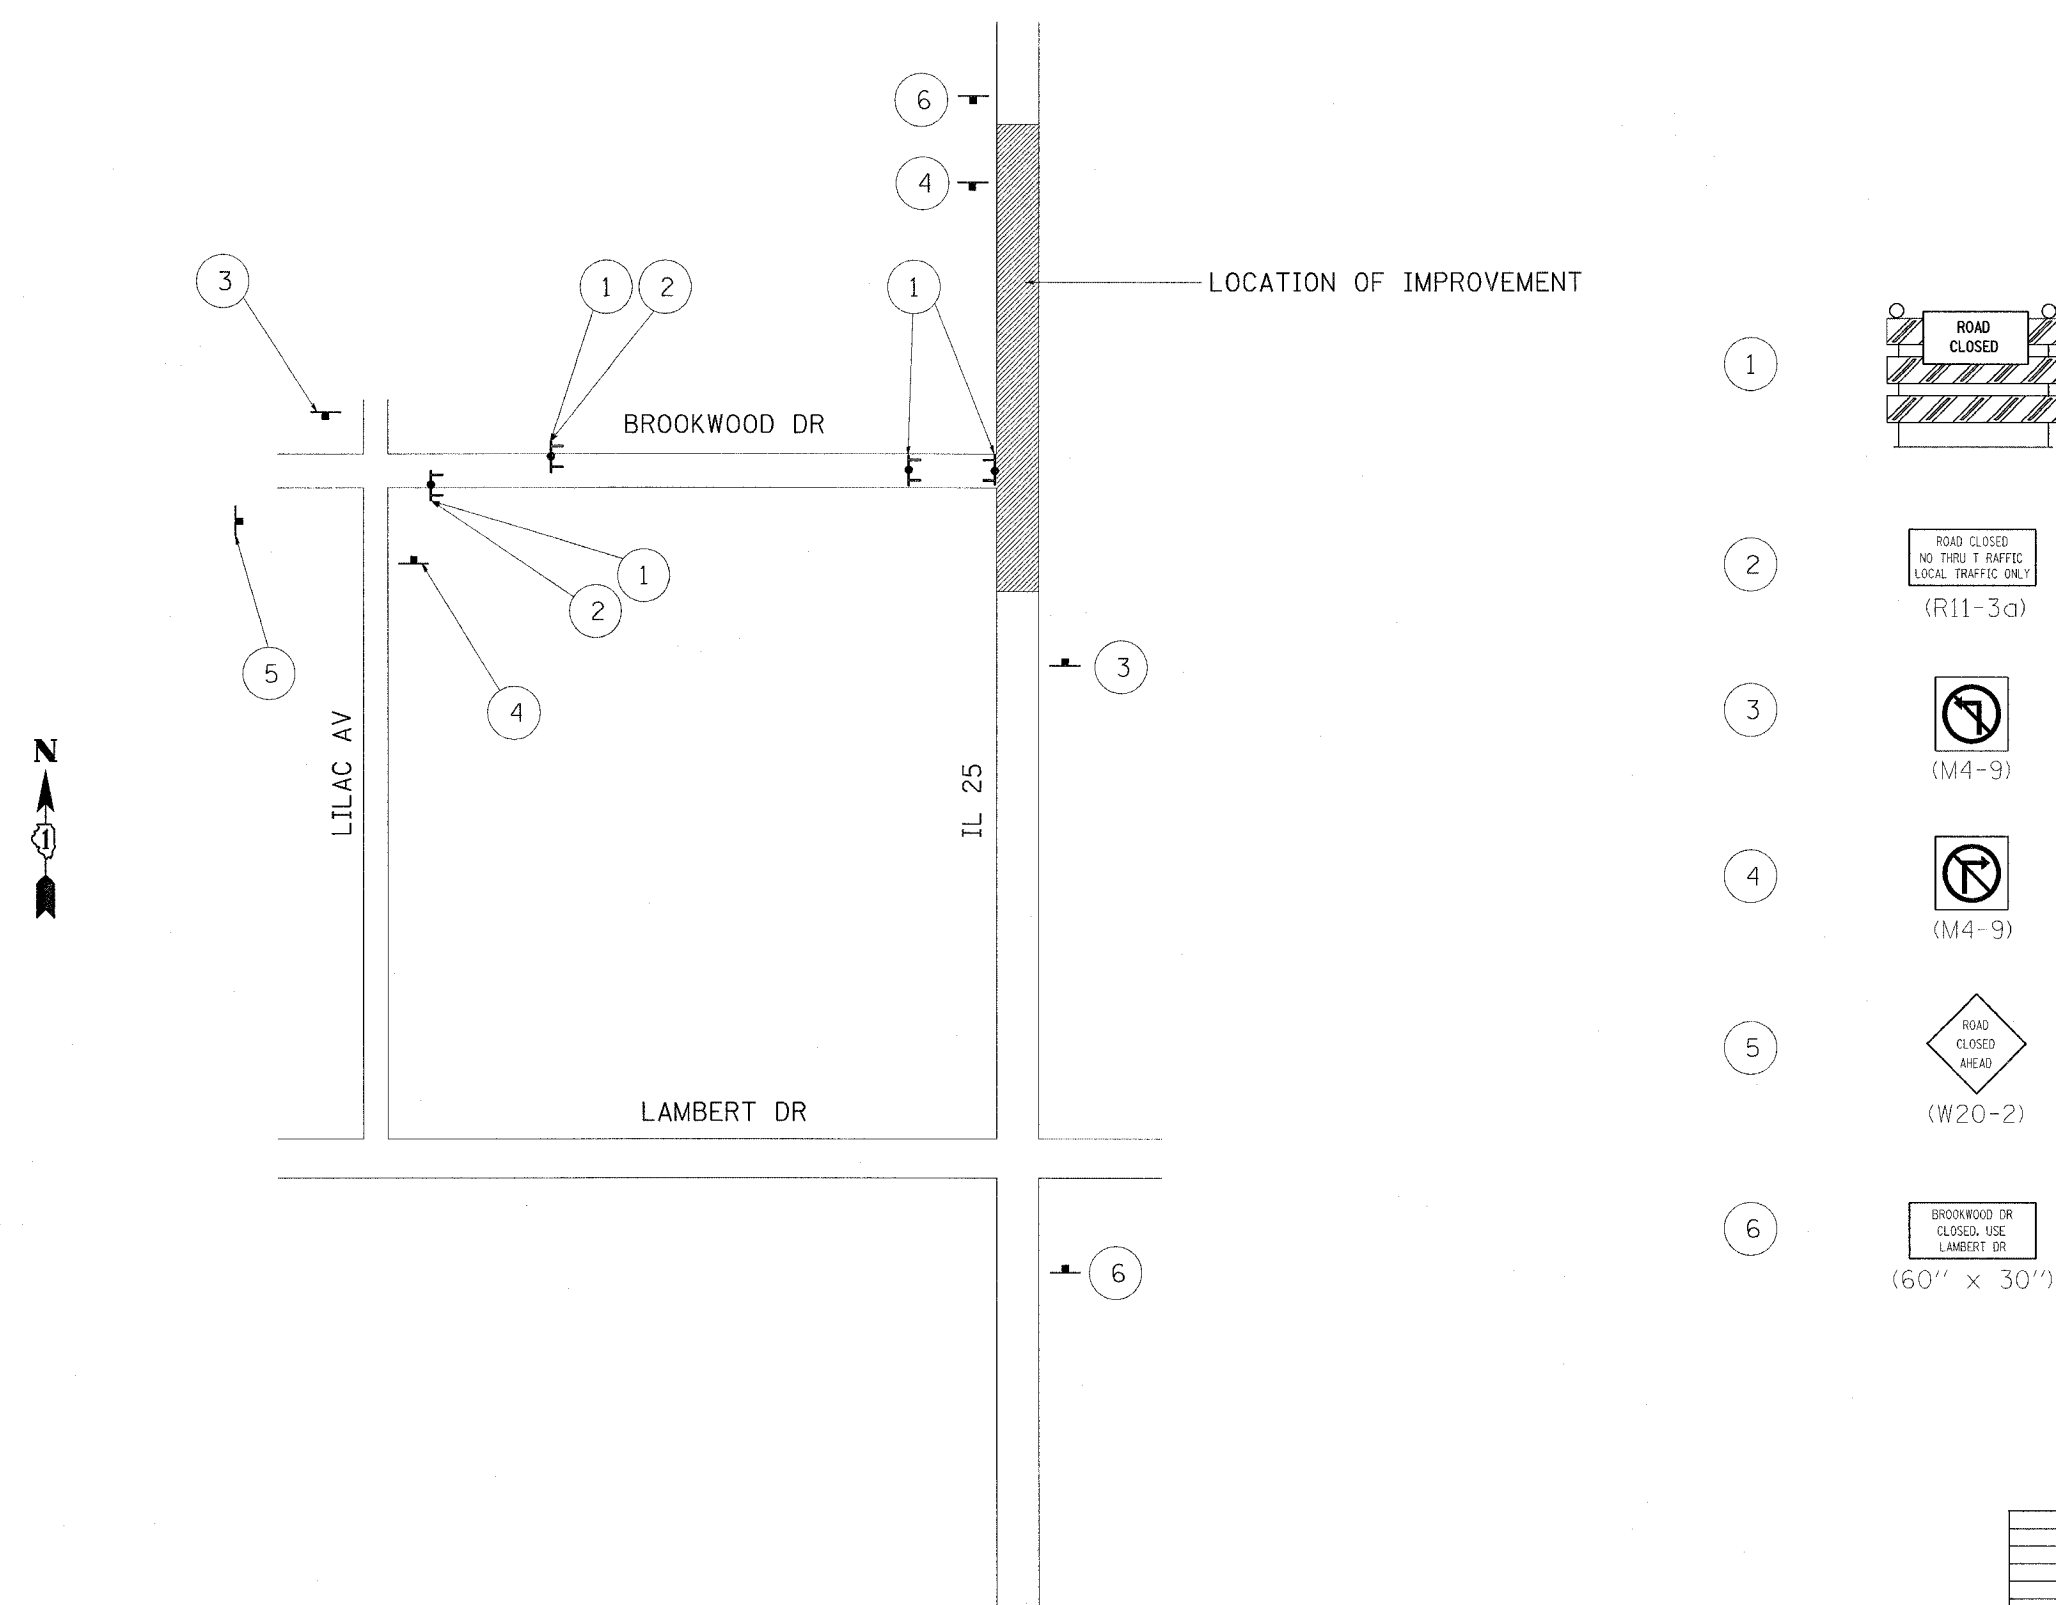 6
4
LOCATION OF IMPROVEMENT
3
1 2
1
BROOKWOOD DR
1
2
5
4
3
N
1
LILAC AV
IL 25
LAMBERT DR
6
1
ROAD
CLOSED
2
ROAD CLOSED
NO THRU T RAFFIC
LOCAL TRAFFIC ONLY
(R11-3a)
3
(M4-9)
4
(M4-9)
5
ROAD
CLOSED
AHEAD
(W20-2)
6
BROOKWOOD DR
CLOSED, USE
LAMBERT DR
(60'' x 30'')